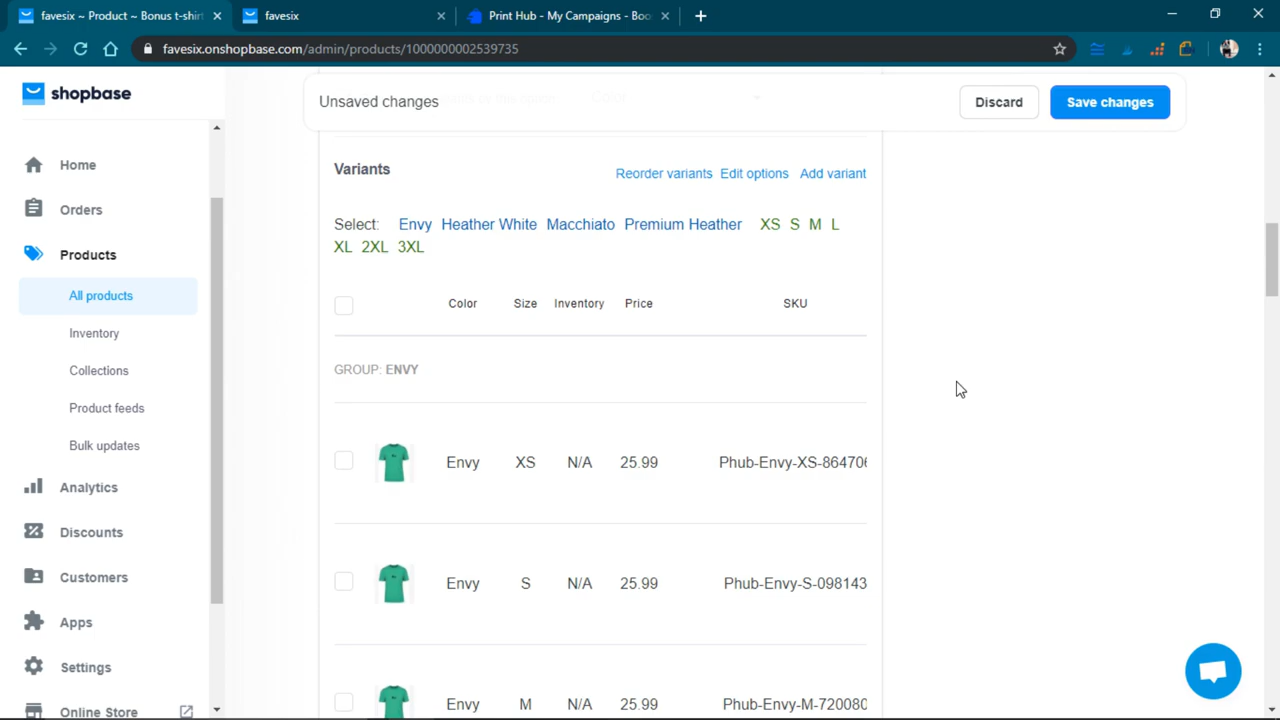 favesix ~ Product ~ Bonus t-shirt
favesix
Print Hub - My Campaigns - Boo
favesix.onshopbase.com/admin/products/1000000002539735
shopbase
Unsaved changes
Discard
Save changes
Home
Orders
Products
All products
Inventory
Collections
Product feeds
Bulk updates
Analytics
Discounts
Customers
Apps
Settings
Online Store
Variants
Reorder variants Edit options Add variant
Select: Envy Heather White Macchiato Premium Heather XS S M L
XL 2XL 3XL
Color Size Inventory Price SKU
GROUP: ENVY
Envy XS N/A 25.99 Phub-Envy-XS-864706
Envy S N/A 25.99 Phub-Envy-S-098143
Envy M N/A 25.99 Phub-Envy-M-720080